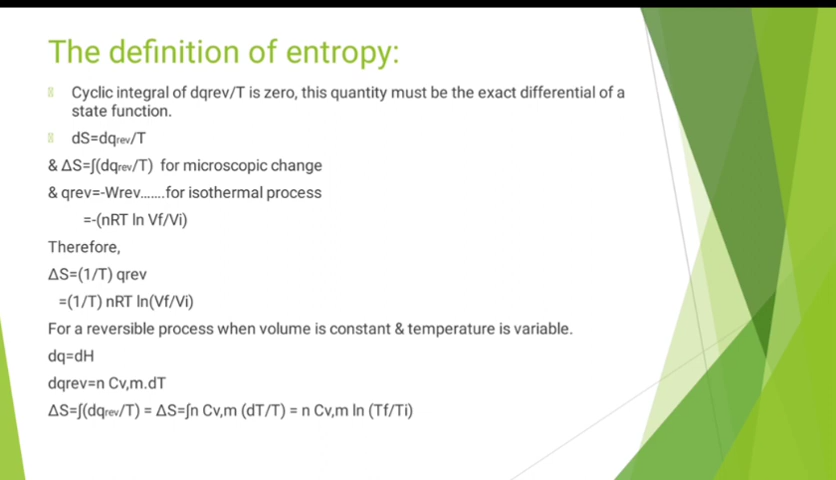 The definition of entropy:
Cyclic integral of dqrev/T is zero, this quantity must be the exact differential of a
state function.
dS=dqrev/T
& ΔS=∫(dqrev/T) for microscopic change
& qrev=-Wrev.......for isothermal process
=-(nRT ln Vf/Vi)
Therefore,
ΔS=(1/T) qrev
=(1/T) nRT ln(Vf/Vi)
For a reversible process when volume is constant & temperature is variable.
dq=dH
dqrev=n Cv,m.dT
ΔS=∫(dqrev/T) = ΔS=∫n Cv,m (dT/T) = n Cv,m ln (Tf/Ti)